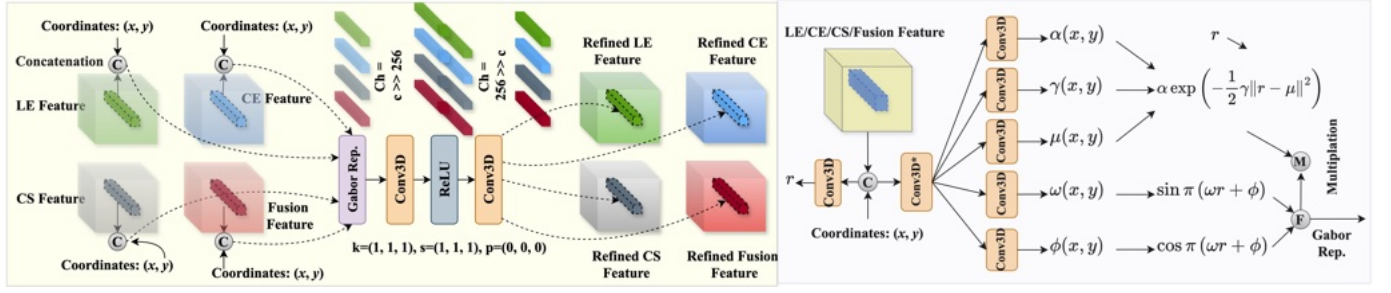 Coordinates: (x, y)
Coordinates: (x, y)
Concatenation
C
C
LE Feature
CE Feature
Ch =
c >> 256
Ch =
256 >> c
Refined LE
Feature
Refined CE
Feature
Gabor Rep.
Conv3D
ReLU
Conv3D
CS Feature
Fusion
Feature
C
C
Coordinates: (x, y)
Coordinates: (x, y)
k=(1, 1, 1), s=(1, 1, 1), p=(0, 0, 0)
Refined CS
Feature
Refined Fusion
Feature
LE/CE/CS/Fusion Feature
r
Conv3D
C
Conv3D*
Coordinates: (x, y)
Conv3D
α(x, y)
Conv3D
γ(x, y)
Conv3D
μ(x, y)
Conv3D
ω(x, y)
Conv3D
ϕ(x, y)
r
α exp(−1/2 γ‖r − μ‖²)
sin π (ωr + ϕ)
cos π (ωr + ϕ)
M
Multiplation
F
Gabor
Rep.